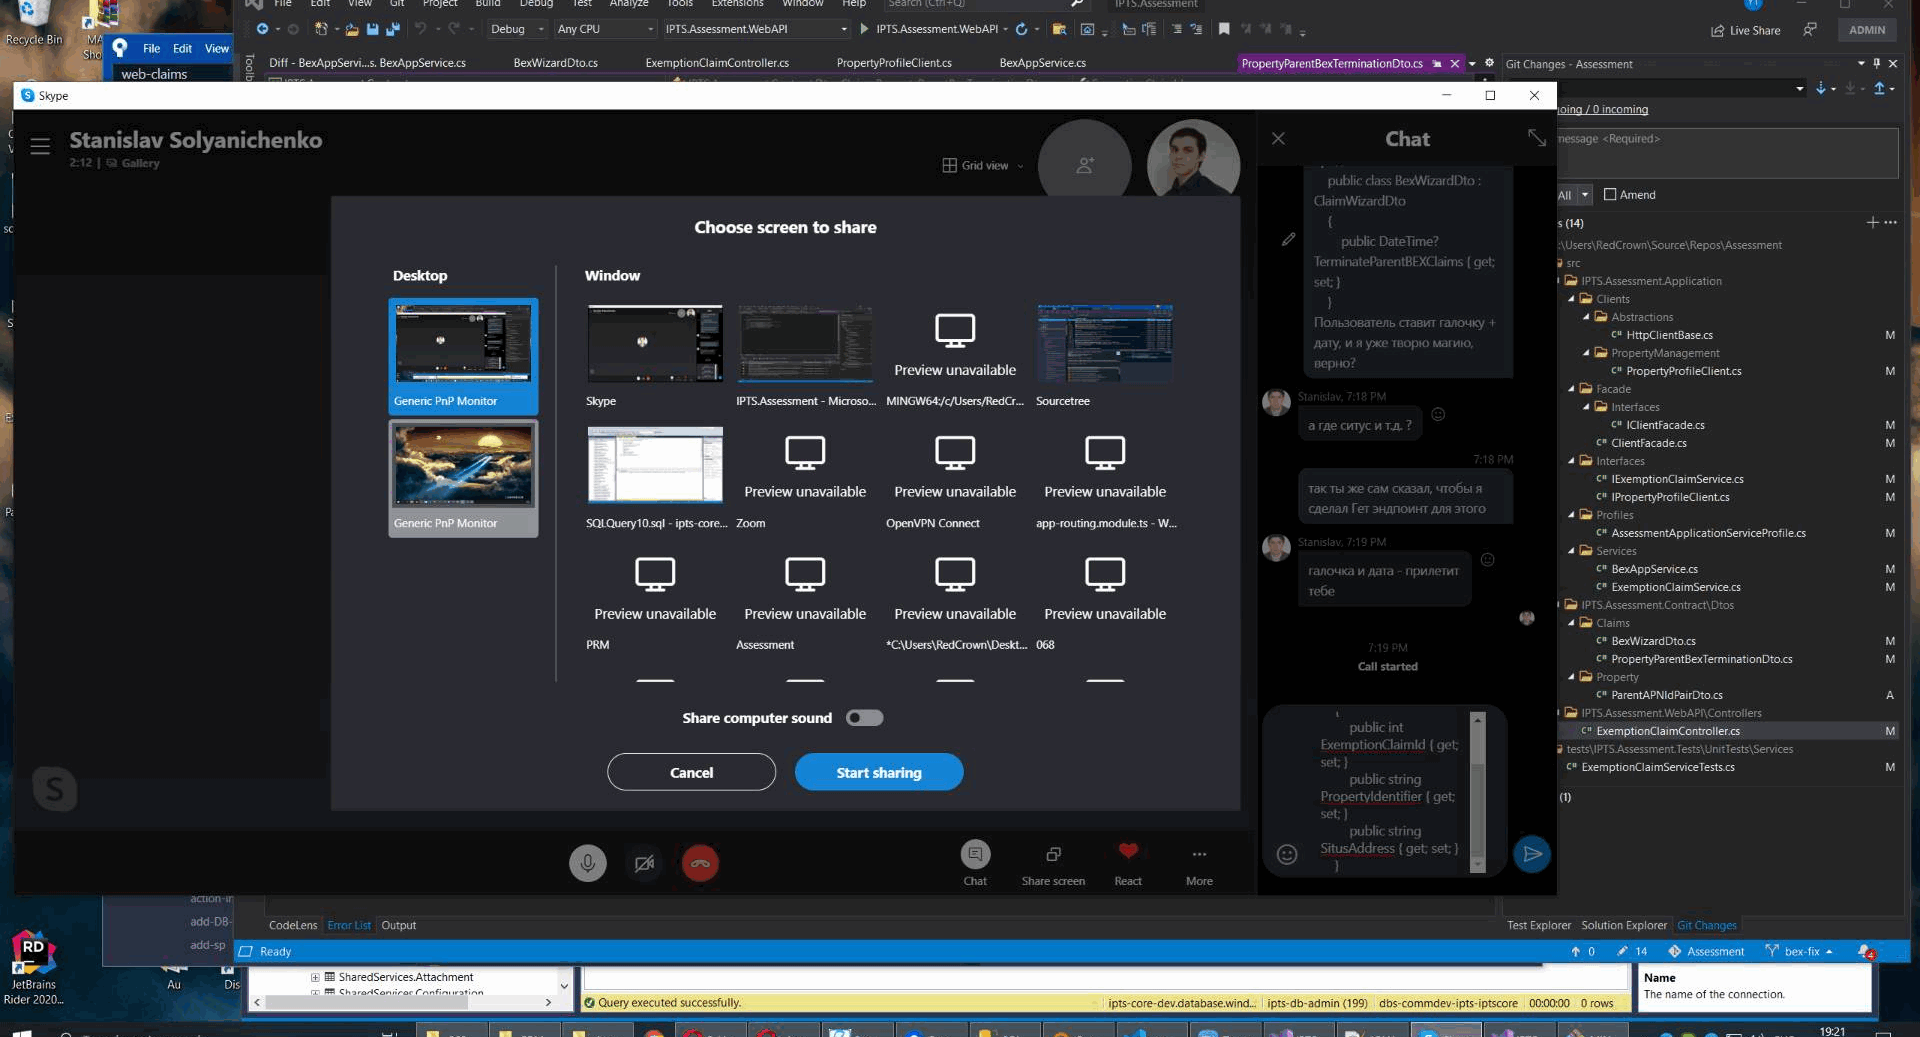 File Edit View Git Project Build Debug Test Analyze Tools Extensions Window Help Search (Ctrl+Q) IPTS.Assessment
Recycle Bin
File Edit View
web-claims
Debug Any CPU IPTS.Assessment.WebAPI IPTS.Assessment.WebAPI Live Share ADMIN
Diff - BexAppServi...s. BexAppService.cs BexWizardDto.cs ExemptionClaimController.cs PropertyProfileClient.cs BexAppService.cs PropertyParentBexTerminationDto.cs
Git Changes - Assessment
oing / 0 incoming
message <Required>
All Amend
s (14)
:\Users\RedCrown\Source\Repos\Assessment
src
IPTS.Assessment.Application
Clients
Abstractions
HttpClientBase.cs M
PropertyManagement
PropertyProfileClient.cs M
Facade
Interfaces
IClientFacade.cs M
ClientFacade.cs M
Interfaces
IExemptionClaimService.cs M
IPropertyProfileClient.cs M
Profiles
AssessmentApplicationServiceProfile.cs M
Services
BexAppService.cs M
ExemptionClaimService.cs M
IPTS.Assessment.Contract\Dtos
Claims
BexWizardDto.cs M
PropertyParentBexTerminationDto.cs M
Property
ParentAPNIdPairDto.cs A
IPTS.Assessment.WebAPI\Controllers
ExemptionClaimController.cs M
tests\IPTS.Assessment.Tests\UnitTests\Services
ExemptionClaimServiceTests.cs M
(1)
Skype
Stanislav Solyanichenko
2:12 | Gallery
Grid view
Choose screen to share
Desktop
Generic PnP Monitor
Generic PnP Monitor
Window
Skype
IPTS.Assessment - Microso...
Preview unavailable
MINGW64:/c/Users/RedCr...
Sourcetree
SQLQuery10.sql - ipts-core...
Preview unavailable
Zoom
Preview unavailable
OpenVPN Connect
Preview unavailable
app-routing.module.ts - W...
Preview unavailable
PRM
Preview unavailable
Assessment
Preview unavailable
*C:\Users\RedCrown\Deskt...
Preview unavailable
068
Share computer sound
Cancel Start sharing
Chat Share screen React More
Chat
public class BexWizardDto :
ClaimWizardDto
{
public DateTime?
TerminateParentBEXClaims { get;
set; }
}
Пользователь ставит галочку +
дату, и я уже творю магию,
верно?
Stanislav, 7:18 PM
а где ситус и т.д. ?
7:18 PM
так ты же сам сказал, чтобы я
сделал Гет эндпоинт для этого
Stanislav, 7:19 PM
галочка и дата - прилетит
тебе
7:19 PM
Call started
{
public int
ExemptionClaimId { get;
set; }
public string
PropertyIdentifier { get;
set; }
public string
SitusAddress { get; set; }
}
action-ir
add-DB-
add-sp
CodeLens Error List Output
Test Explorer Solution Explorer Git Changes
Ready
0 14 Assessment bex-fix 4
RD
JetBrains
Rider 2020...
Au
Dis
SharedServices.Attachment
SharedServices.Configuration
Query executed successfully.
ipts-core-dev.database.wind... ipts-db-admin (199) dbs-commdev-ipts-iptscore 00:00:00 0 rows
Name
The name of the connection.
19:21